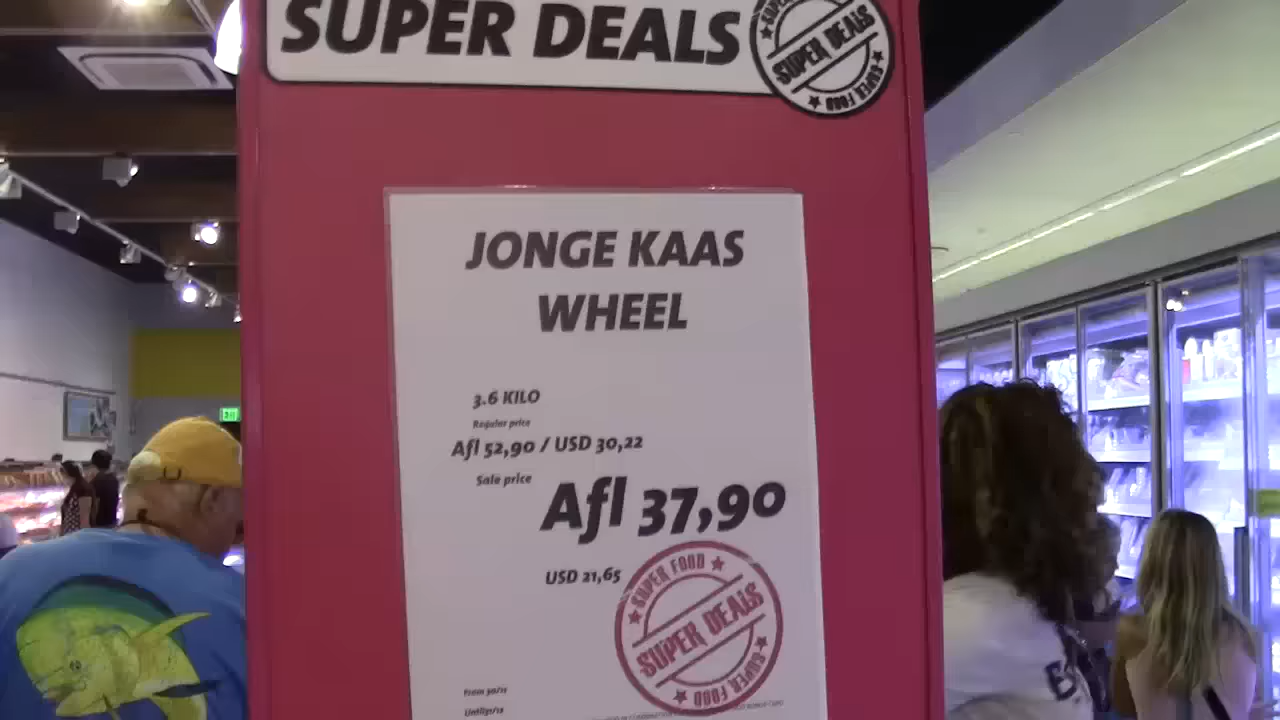 SUPER DEALS
SUPER DEALS
SUPER FOOD
JONGE KAAS
WHEEL
3.6 KILO
Regular price
Afl 52,90 / USD 30,22
Sale price
Afl 37,90
USD 21,65
SUPER FOOD
SUPER DEALS
SUPER FOOD